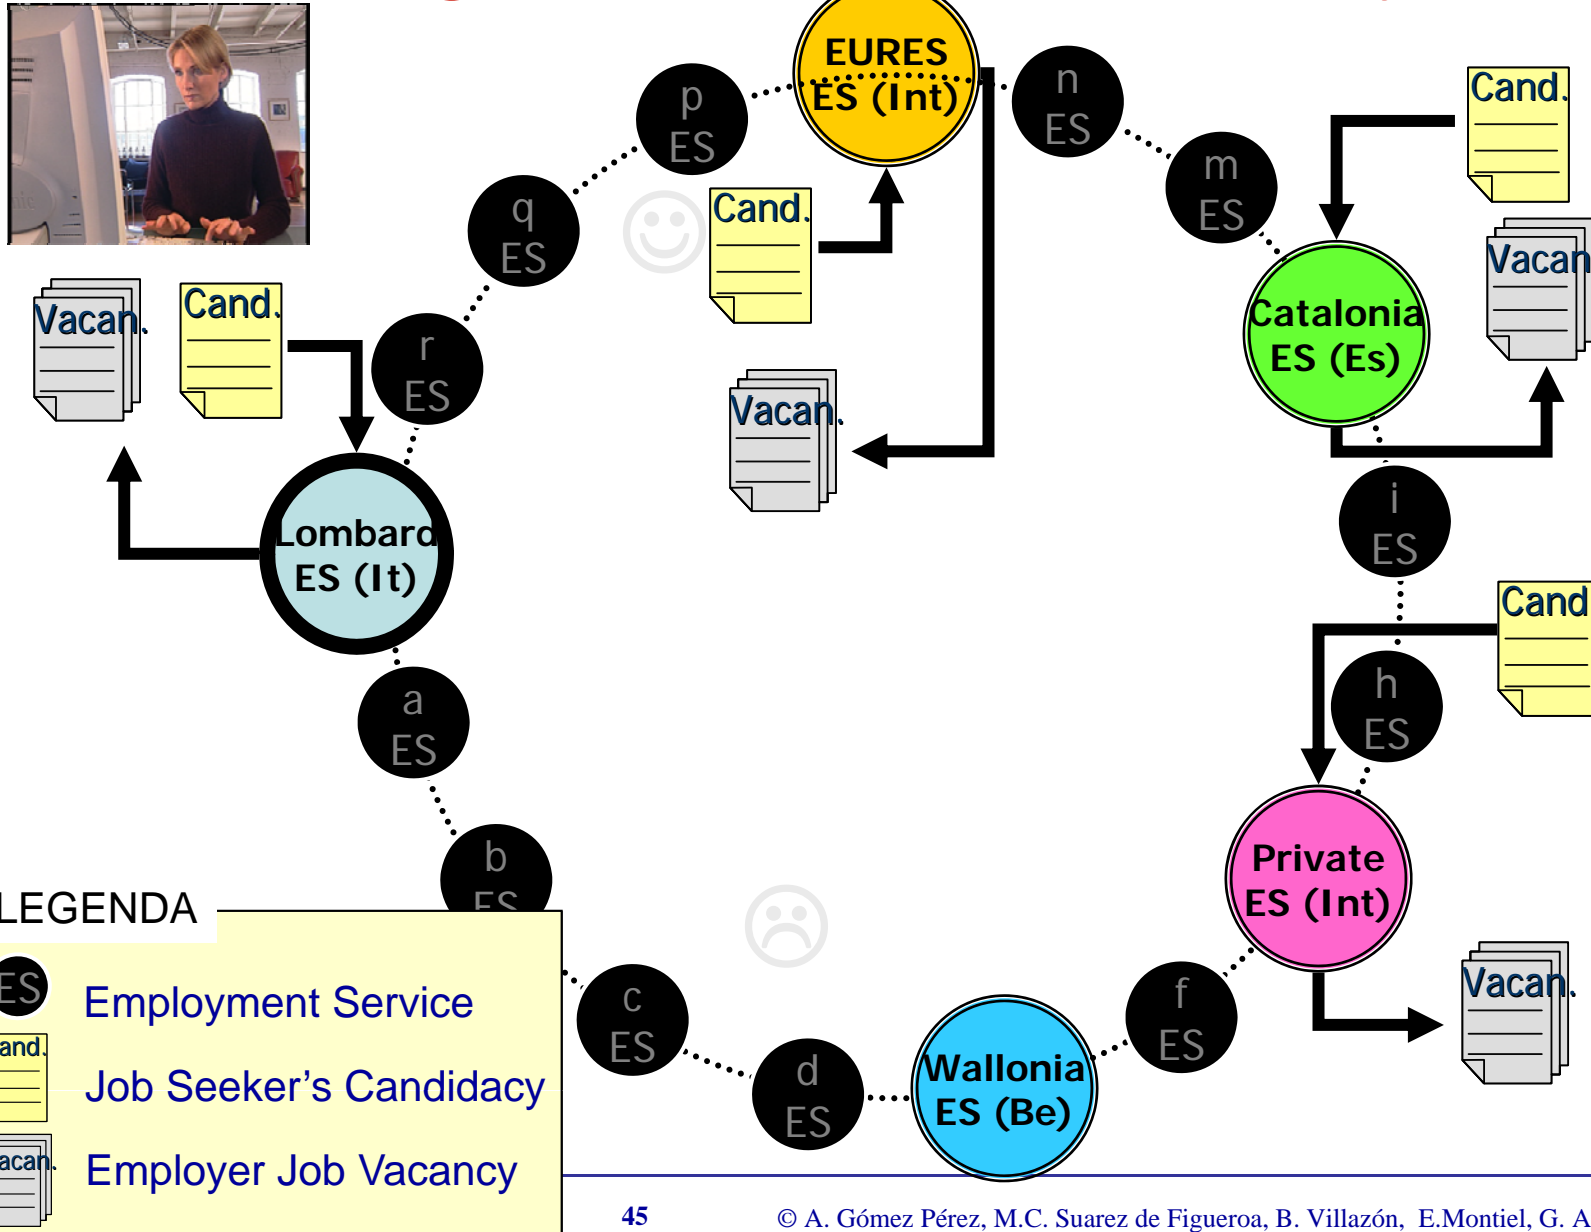 EURES
ES (Int)
n
ES
p
ES
Cand.
m
ES
q
ES
Cand.
Vacan
Vacan.
Cand.
Catalonia
ES (Es)
r
ES
Vacan.
i
ES
Lombard
ES (It)
Cand
h
ES
a
ES
Private
ES (Int)
b
ES
LEGENDA
ES
Employment Service
Vacan.
c
ES
f
ES
and.
Job Seeker's Candidacy
d
ES
Wallonia
ES (Be)
acan.
Employer Job Vacancy
45
© A. Gómez Pérez, M.C. Suarez de Figueroa, B. Villazón, E.Montiel, G. A